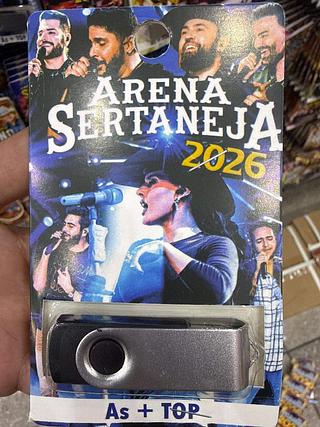 ARENA
SERTANEJA
2026
As + TOP